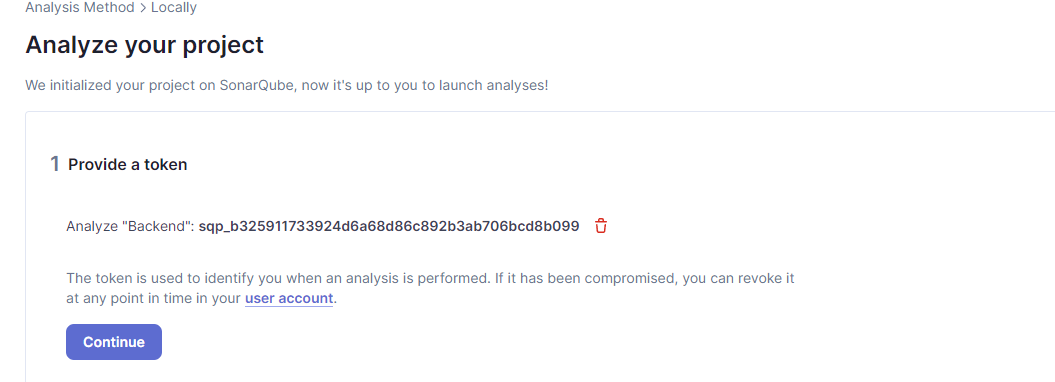 Analysis Method > Locally
Analyze your project
We initialized your project on SonarQube, now it's up to you to launch analyses!
1 Provide a token
Analyze "Backend": sqp_b325911733924d6a68d86c892b3ab706bcd8b099
The token is used to identify you when an analysis is performed. If it has been compromised, you can revoke it
at any point in time in your user account.
Continue